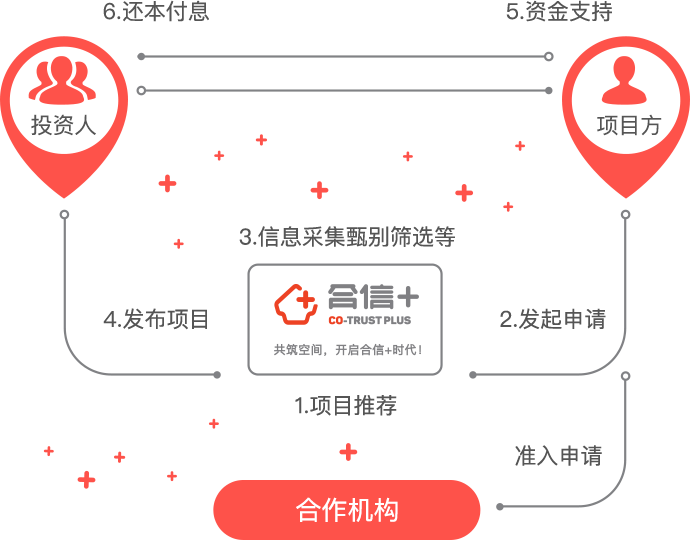 6.还本付息
5.资金支持
投资人
项目方
3.信息采集甄别筛选等
合信+
CO-TRUST PLUS
共筑空间，开启合信+时代！
4.发布项目
2.发起申请
1.项目推荐
准入申请
合作机构